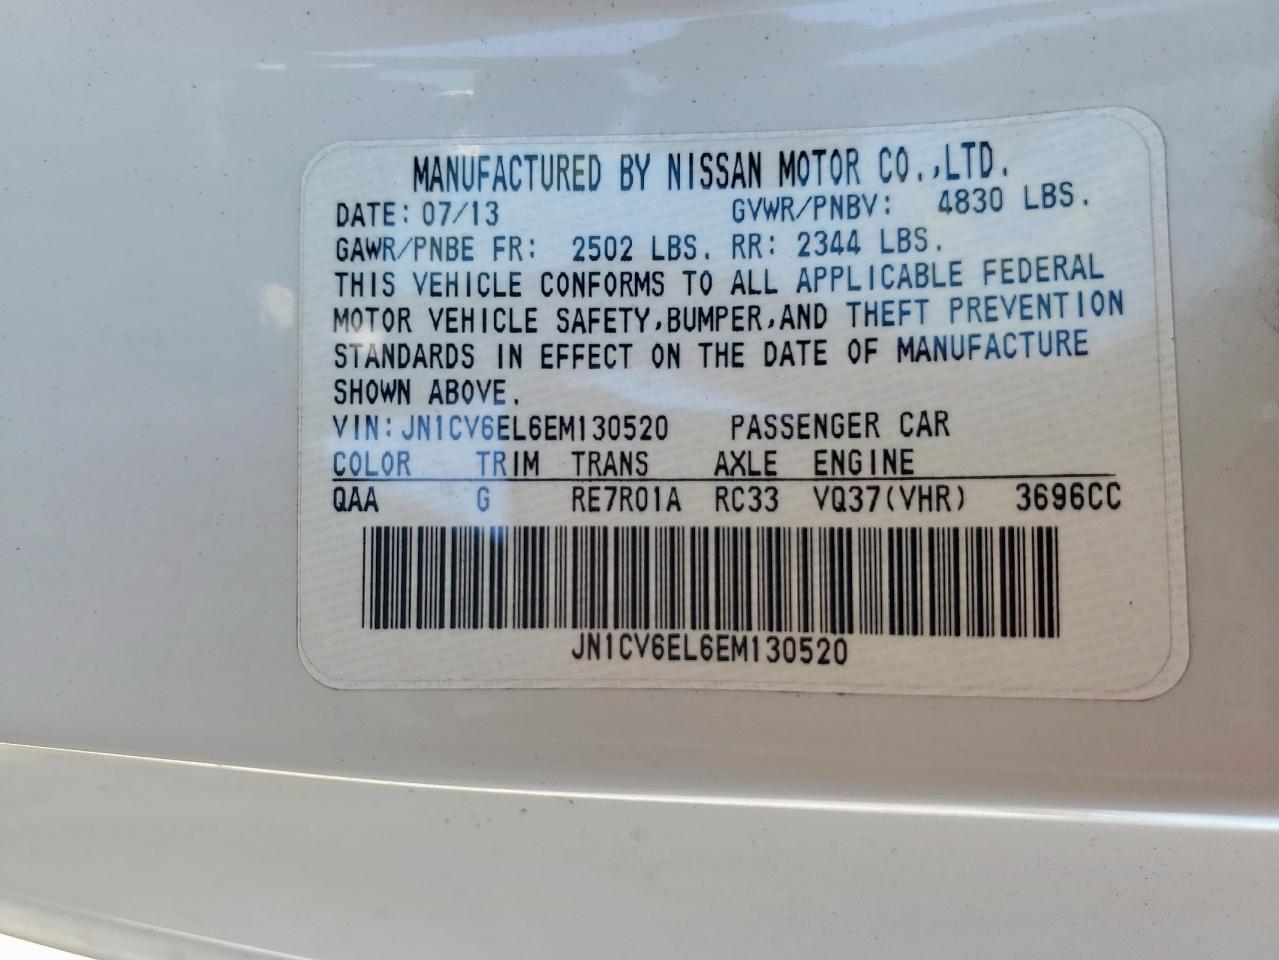 MANUFACTURED BY NISSAN MOTOR CO.,LTD.
DATE: 07/13 GVWR/PNBV: 4830 LBS.
GAWR/PNBE FR: 2502 LBS. RR: 2344 LBS.
THIS VEHICLE CONFORMS TO ALL APPLICABLE FEDERAL
MOTOR VEHICLE SAFETY,BUMPER,AND THEFT PREVENTION
STANDARDS IN EFFECT ON THE DATE OF MANUFACTURE
SHOWN ABOVE.
VIN:JN1CV6EL6EM130520 PASSENGER CAR
COLOR TRIM TRANS AXLE ENGINE
QAA G RE7R01A RC33 VQ37(VHR) 3696CC
JN1CV6EL6EM130520